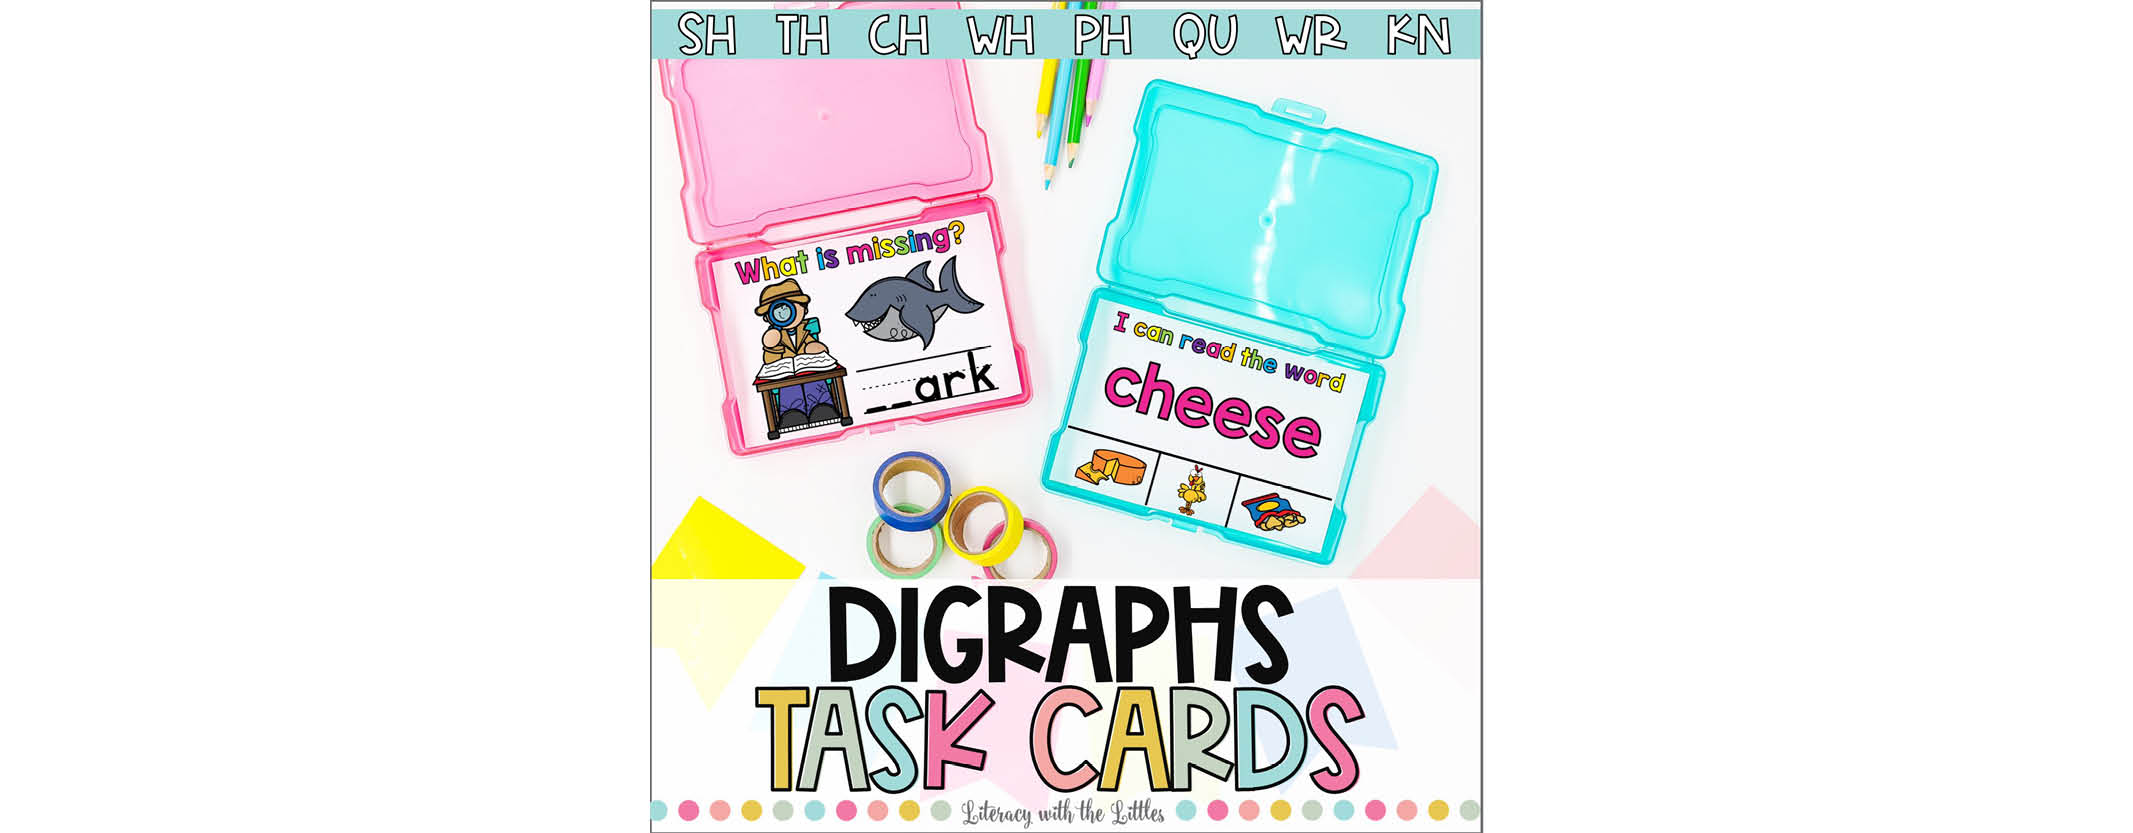 SH TH CH WH PH QU WR KN
What is missing?
__ark
I can read the word
cheese
DIGRAPHS
TASK CARDS
Literacy with the Littles